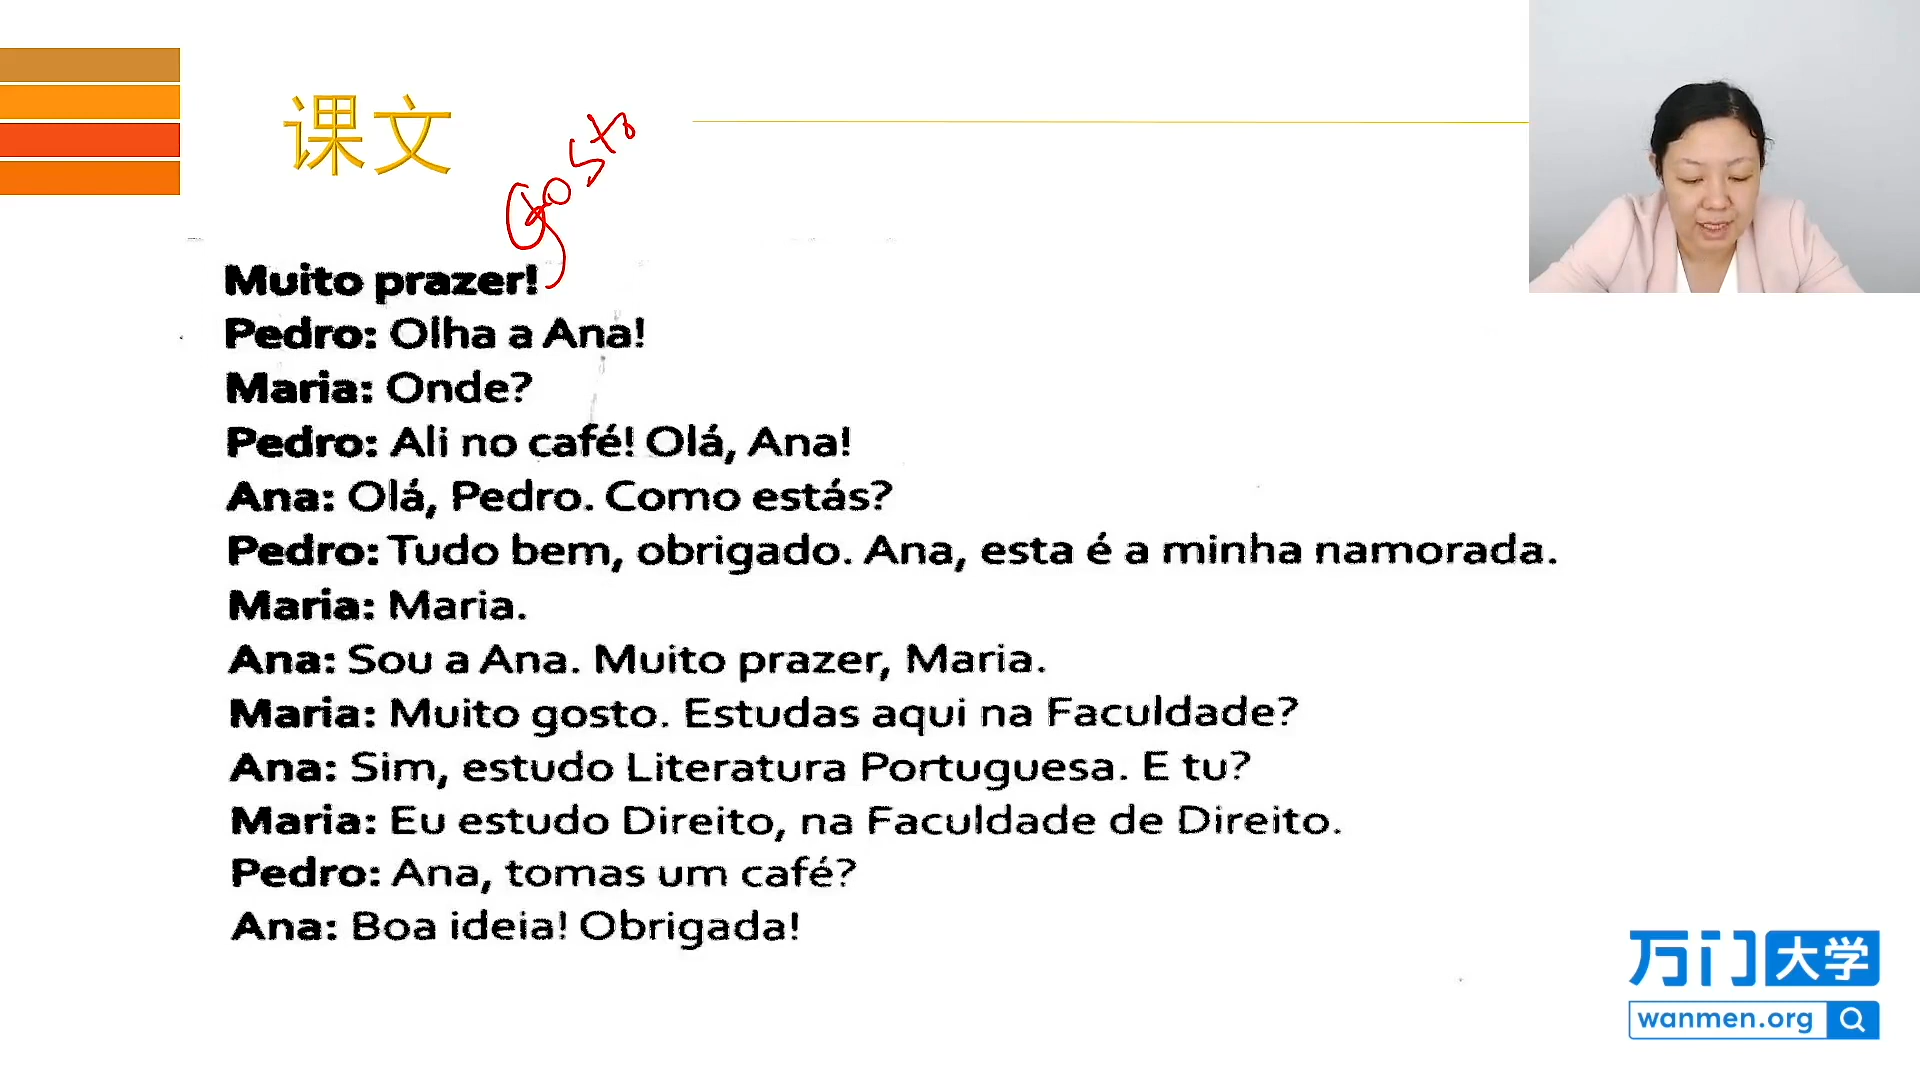 课文
gosto
Muito prazer!
Pedro: Olha a Ana!
Maria: Onde?
Pedro: Ali no café! Olá, Ana!
Ana: Olá, Pedro. Como estás?
Pedro: Tudo bem, obrigado. Ana, esta é a minha namorada.
Maria: Maria.
Ana: Sou a Ana. Muito prazer, Maria.
Maria: Muito gosto. Estudas aqui na Faculdade?
Ana: Sim, estudo Literatura Portuguesa. E tu?
Maria: Eu estudo Direito, na Faculdade de Direito.
Pedro: Ana, tomas um café?
Ana: Boa ideia! Obrigada!
万门大学
wanmen.org